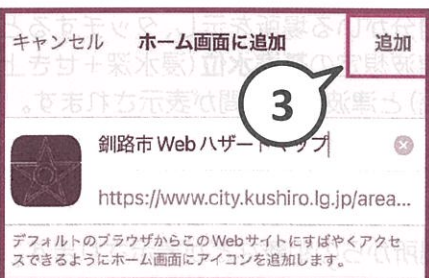 キャンセル ホーム画面に追加 追加
3
釧路市 Web ハザードマップ
https://www.city.kushiro.lg.jp/area...
デフォルトのブラウザからこのWebサイトにすばやくアクセ
スできるようにホーム画面にアイコンを追加します。